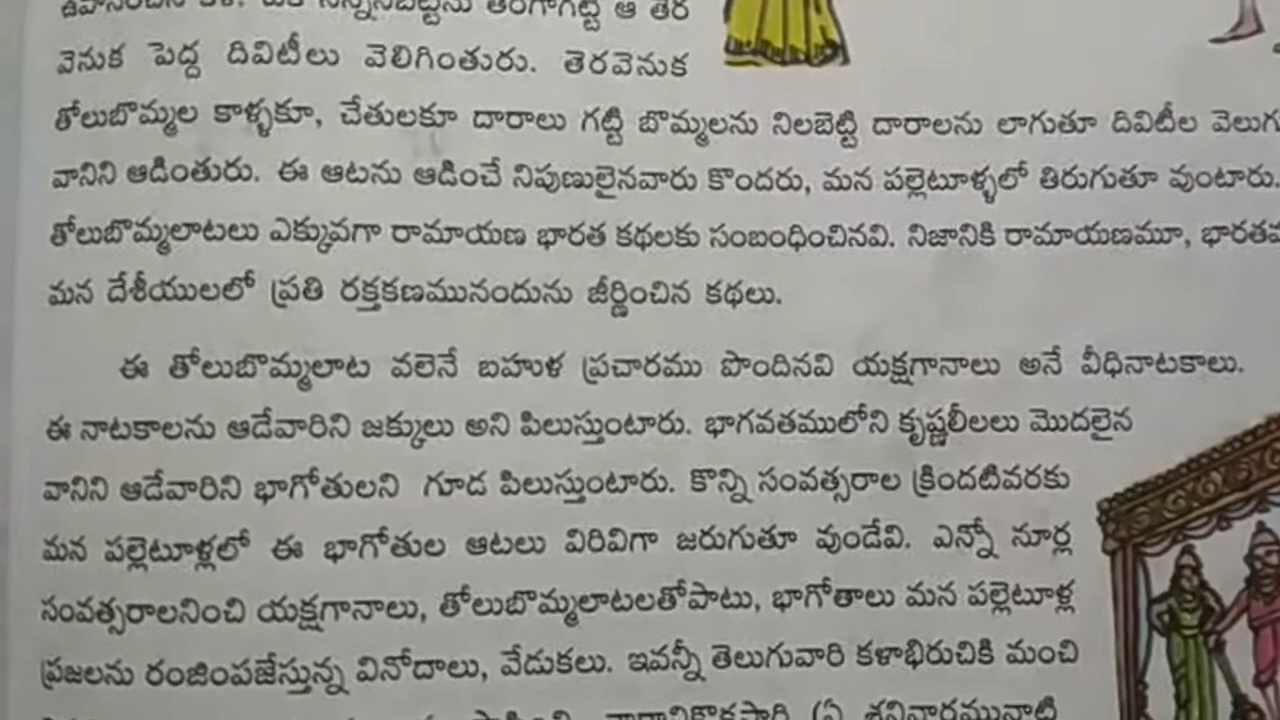 ఆ తెర
వెనుక పెద్ద దివిటీలు వెలిగింతురు. తెరవెనుక
తోలుబొమ్మల కాళ్ళకూ, చేతులకూ దారాలు గట్టి బొమ్మలను నిలబెట్టి దారాలను లాగుతూ దివిటీల
వానిని ఆడింతురు. ఈ ఆటను ఆడించే నిపుణులైనవారు కొందరు, మన పల్లెటూళ్ళలో తిరుగుతూ వుంటారు.
తోలుబొమ్మలాటలు ఎక్కువగా రామాయణ భారత కథలకు సంబంధించినవి. నిజానికి రామాయణమూ,
మన దేశీయులలో ప్రతి రక్తకణమునందును జీర్ణించిన కథలు.
ఈ తోలుబొమ్మలాట వలెనే బహుళ ప్రచారము పొందినవి యక్షగానాలు అనే వీధినాటకాలు.
ఈ నాటకాలను ఆడేవారిని జక్కులు అని పిలుస్తుంటారు. భాగవతములోని కృష్ణలీలలు మొదలైన
వానిని ఆడేవారిని భాగోతులని గూడ పిలుస్తుంటారు. కొన్ని సంవత్సరాల క్రిందటివరకు
మన పల్లెటూళ్లలో ఈ భాగోతుల ఆటలు విరివిగా జరుగుతూ వుండేవి. ఎన్నో నూర్ల
సంవత్సరాలనించి యక్షగానాలు, తోలుబొమ్మలాటలతోపాటు, భాగోతాలు మన పల్లెటూళ్ల
ప్రజలను రంజింపజేస్తున్న వినోదాలు, వేడుకలు. ఇవన్నీ తెలుగువారి కళాభిరుచికి మంచి